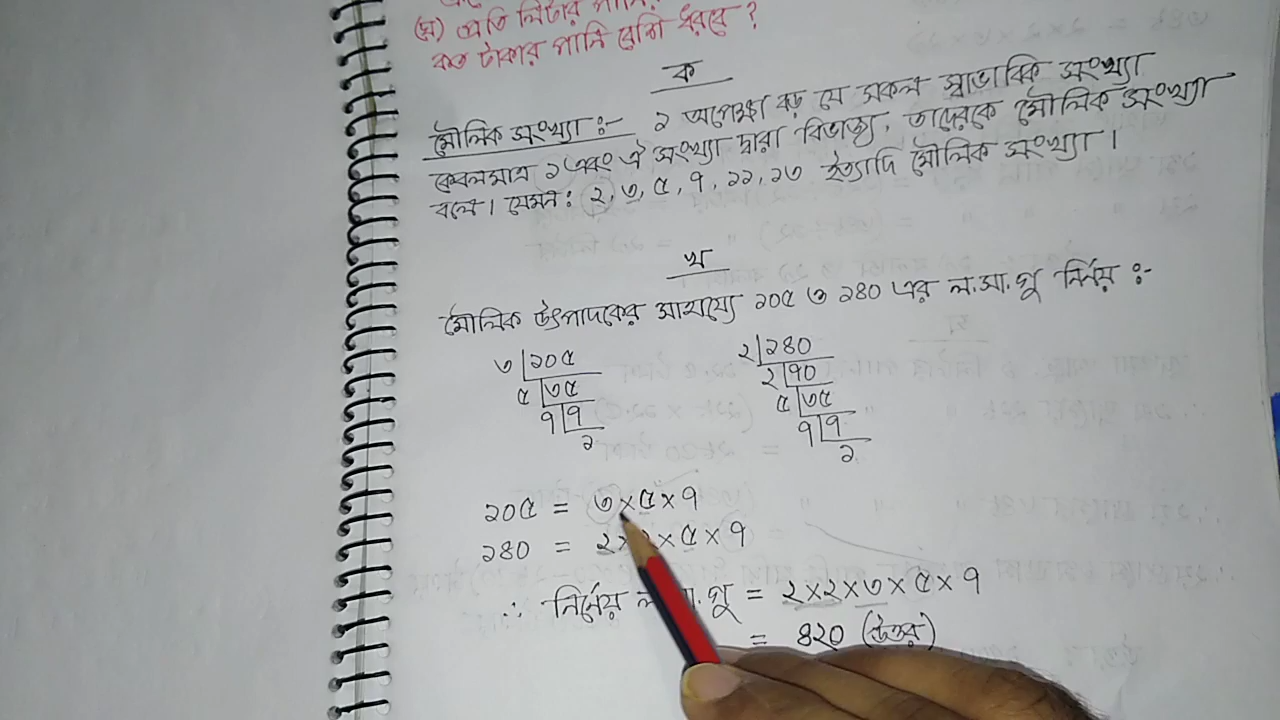 (ঘ) প্রতি লিটার
কত টাকার পানি বেশি ধরবে ?
ক
মৌলিক সংখ্যা :- ১ অপেক্ষা বড় যে সকল স্বাভাবিক সংখ্যা
কেবলমাত্র ১ এবং ঐ সংখ্যা দ্বারা বিভাজ্য, তাদেরকে মৌলিক সংখ্যা
বলে। যেমন: ২, ৩, ৫, ৭, ১১, ১৩ ইত্যাদি মৌলিক সংখ্যা।
খ
মৌলিক উৎপাদকের সাহায্যে ১০৫ ও ১৪০ এর ল.সা.গু নির্ণয় :-
৩ ১০৫ ২ ১৪০
৫ ৩৫ ২ ৭০
৭ ৭ ৫ ৩৫
১ ৭ ৭
১
১০৫ = ৩ × ৫ × ৭
১৪০ = ২ × ২ × ৫ × ৭
∴ নির্ণেয় ল.সা.গু = ২ × ২ × ৩ × ৫ × ৭
= ৪২০ (উত্তর)